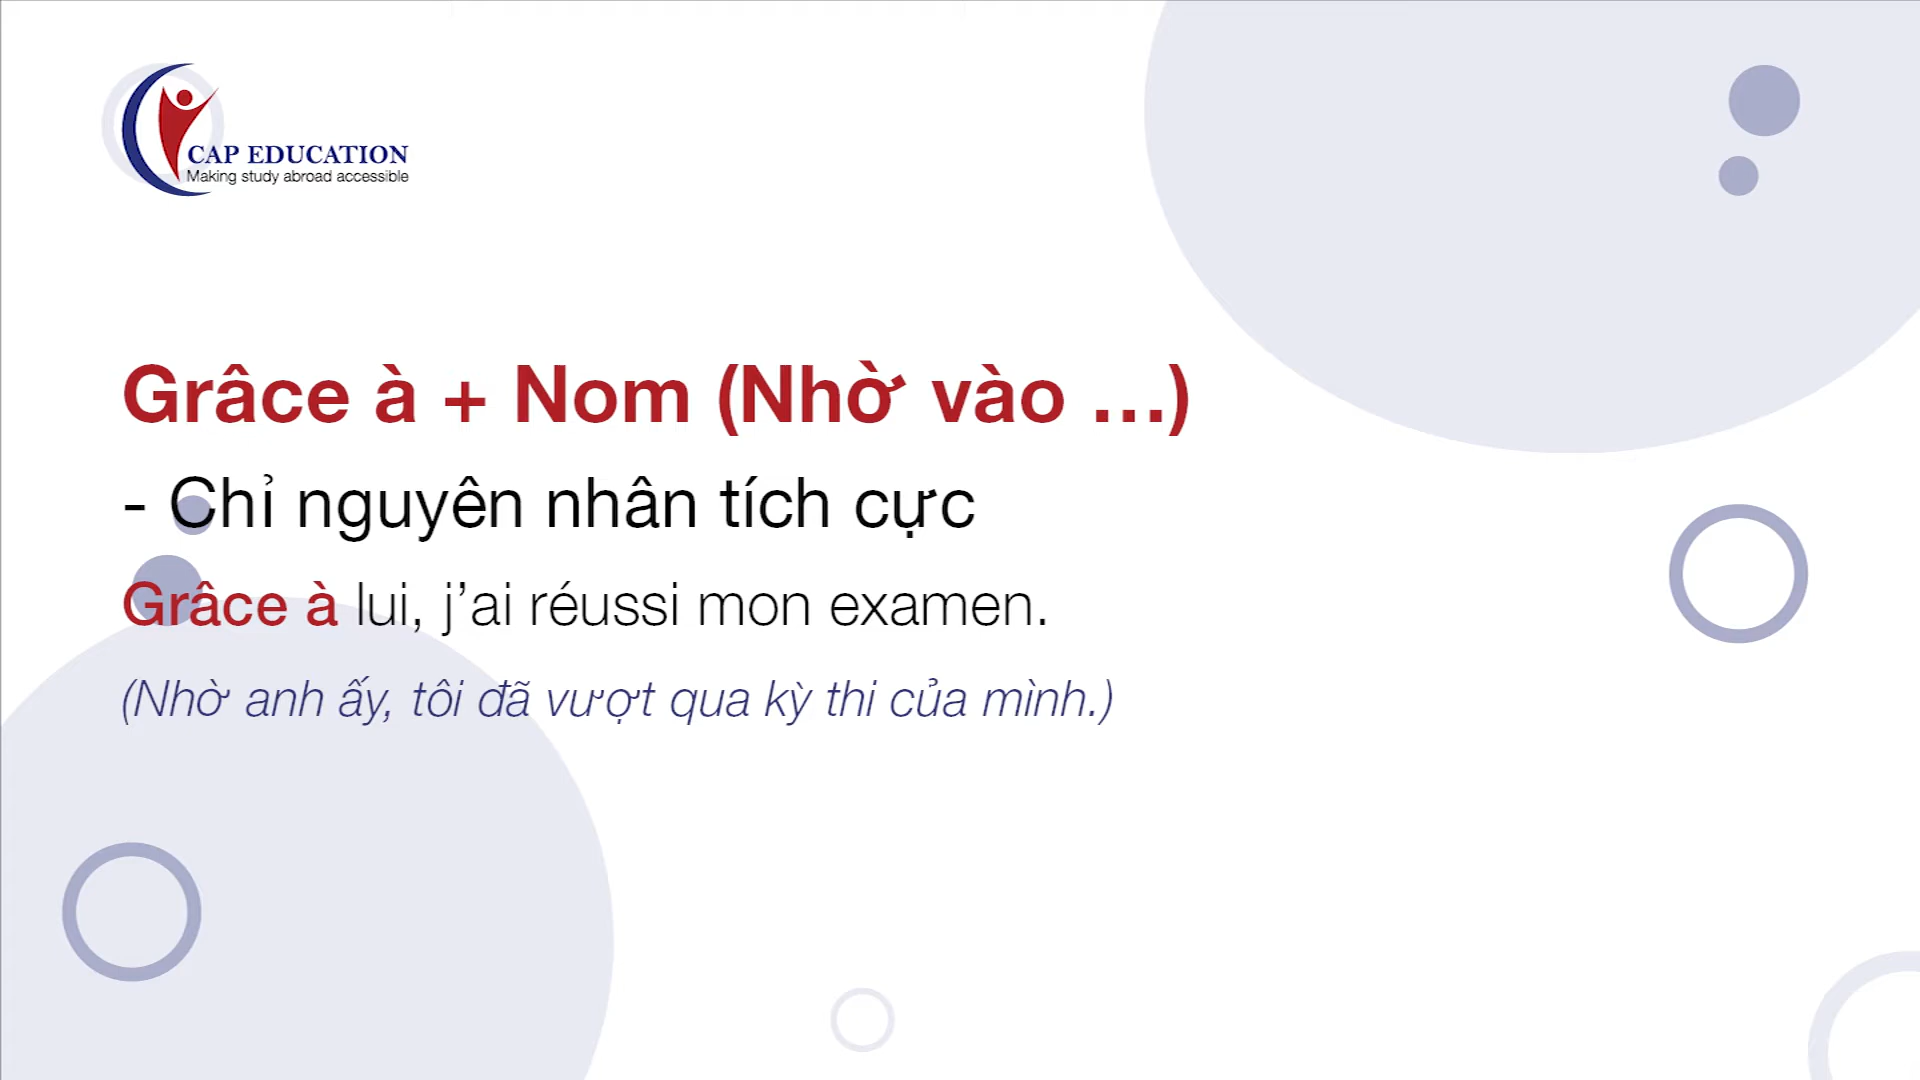 CAP EDUCATION
Making study abroad accessible
Grâce à + Nom (Nhờ vào ...)
- Chỉ nguyên nhân tích cực
Grâce à lui, j’ai réussi mon examen.
(Nhờ anh ấy, tôi đã vượt qua kỳ thi của mình.)